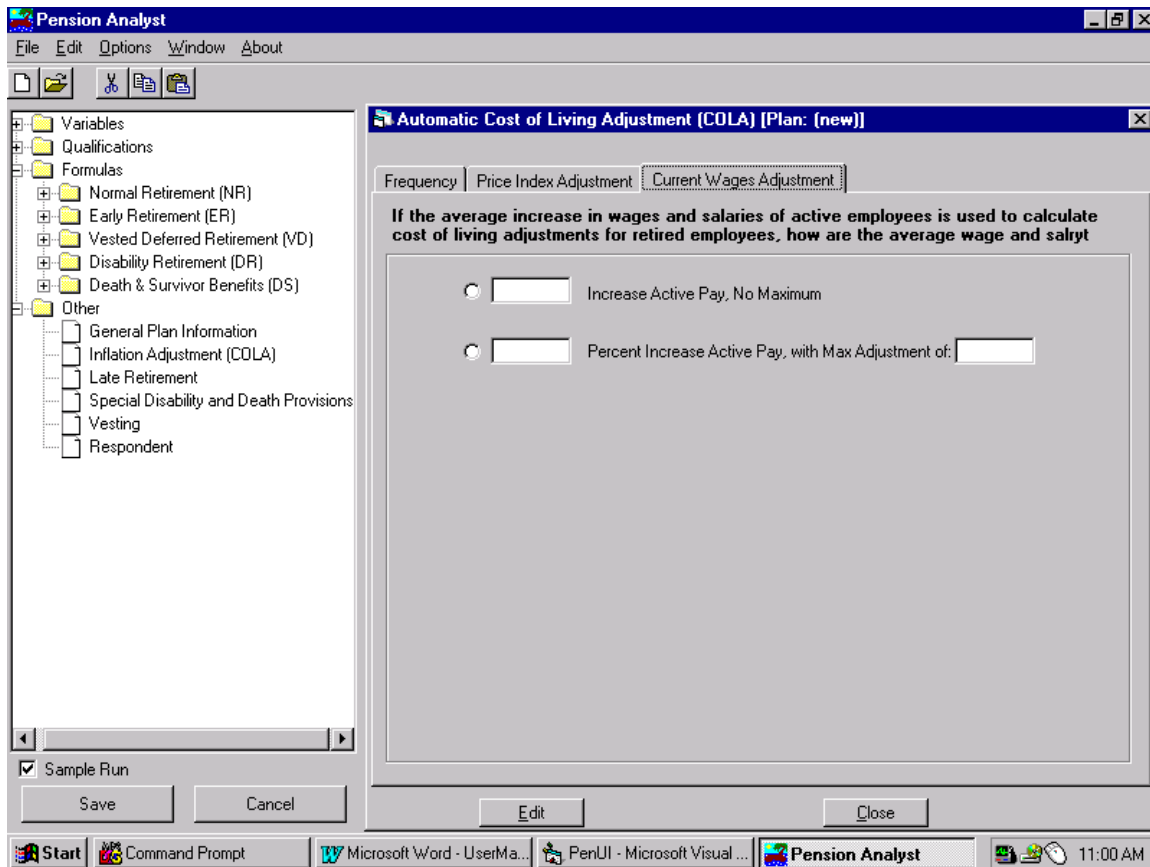 Pension Analyst
File Edit Options Window About
Variables
Qualifications
Formulas
Normal Retirement (NR)
Early Retirement (ER)
Vested Deferred Retirement (VD)
Disability Retirement (DR)
Death & Survivor Benefits (DS)
Other
General Plan Information
Inflation Adjustment (COLA)
Late Retirement
Special Disability and Death Provisions
Vesting
Respondent
Sample Run
Save Cancel
Automatic Cost of Living Adjustment (COLA) [Plan: (new)]
Frequency Price Index Adjustment Current Wages Adjustment
If the average increase in wages and salaries of active employees is used to calculate
cost of living adjustments for retired employees, how are the average wage and salryt
Increase Active Pay, No Maximum
Percent Increase Active Pay, with Max Adjustment of:
Edit Close
Start Command Prompt Microsoft Word - UserMa... PenUI - Microsoft Visual ... Pension Analyst 11:00 AM